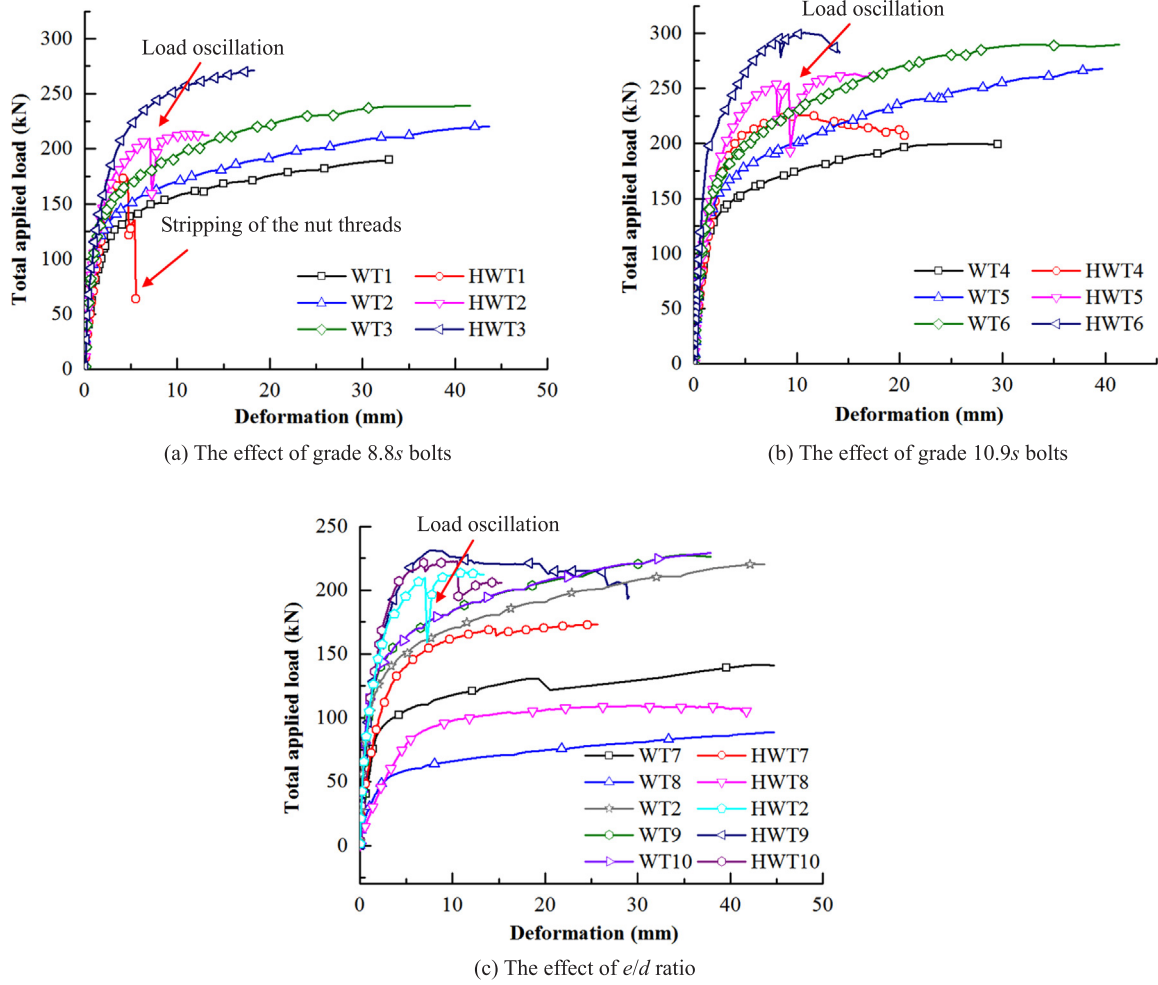 Load oscillation
Stripping of the nut threads
Total applied load (kN)
300
250
200
150
100
50
0
0 10 20 30 40 50
Deformation (mm)
WT1 HWT1
WT2 HWT2
WT3 HWT3
(a) The effect of grade 8.8s bolts
Load oscillation
Total applied load (kN)
300
250
200
150
100
50
0
0 10 20 30 40
Deformation (mm)
WT4 HWT4
WT5 HWT5
WT6 HWT6
(b) The effect of grade 10.9s bolts
Load oscillation
Total applied load (kN)
250
200
150
100
50
0
0 10 20 30 40 50
Deformation (mm)
WT7 HWT7
WT8 HWT8
WT2 HWT2
WT9 HWT9
WT10 HWT10
(c) The effect of e/d ratio